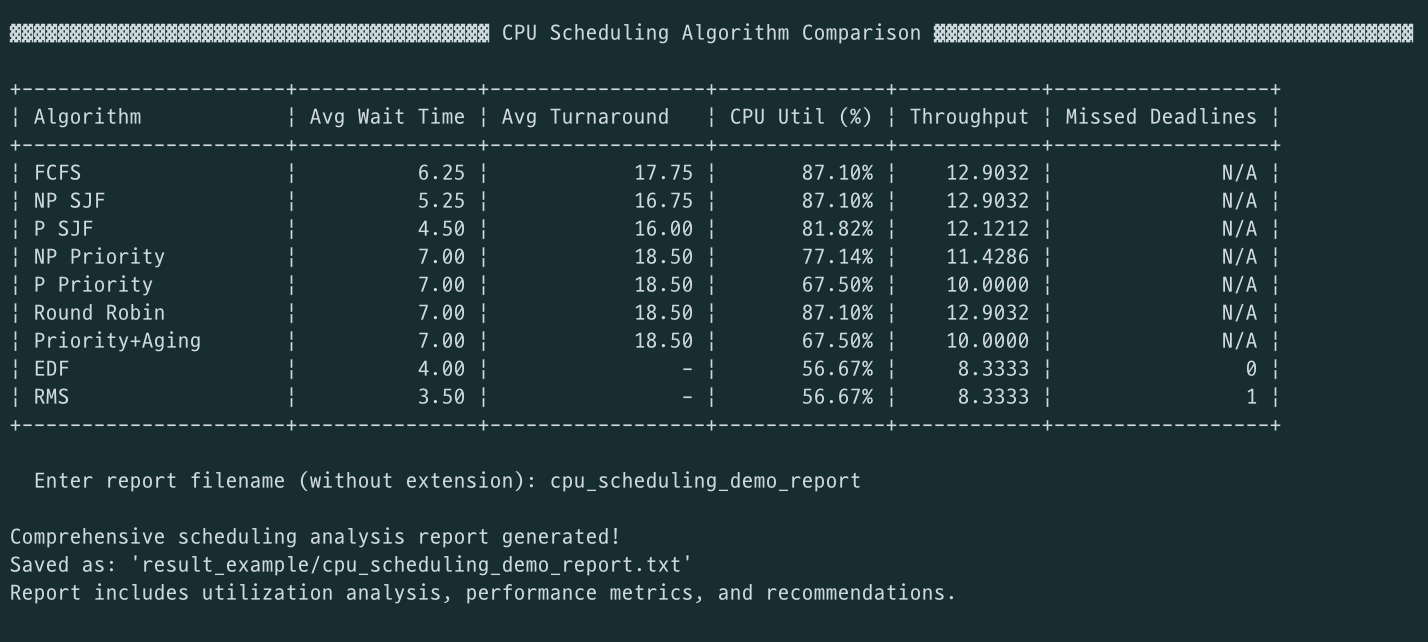 CPU Scheduling Algorithm Comparison
+----------------------+---------------+------------------+--------------+------------+------------------+
¦ Algorithm            ¦ Avg Wait Time ¦ Avg Turnaround   ¦ CPU Util (%) ¦ Throughput ¦ Missed Deadlines ¦
+----------------------+---------------+------------------+--------------+------------+------------------+
¦ FCFS                 ¦          6.25 ¦            17.75 ¦       87.10% ¦    12.9032 ¦              N/A ¦
¦ NP SJF               ¦          5.25 ¦            16.75 ¦       87.10% ¦    12.9032 ¦              N/A ¦
¦ P SJF                ¦          4.50 ¦            16.00 ¦       81.82% ¦    12.1212 ¦              N/A ¦
¦ NP Priority          ¦          7.00 ¦            18.50 ¦       77.14% ¦    11.4286 ¦              N/A ¦
¦ P Priority           ¦          7.00 ¦            18.50 ¦       67.50% ¦    10.0000 ¦              N/A ¦
¦ Round Robin          ¦          7.00 ¦            18.50 ¦       87.10% ¦    12.9032 ¦              N/A ¦
¦ Priority+Aging       ¦          7.00 ¦            18.50 ¦       67.50% ¦    10.0000 ¦              N/A ¦
¦ EDF                  ¦          4.00 ¦                - ¦       56.67% ¦     8.3333 ¦                0 ¦
¦ RMS                  ¦          3.50 ¦                - ¦       56.67% ¦     8.3333 ¦                1 ¦
+----------------------+---------------+------------------+--------------+------------+------------------+
Enter report filename (without extension): cpu_scheduling_demo_report
Comprehensive scheduling analysis report generated!
Saved as: 'result_example/cpu_scheduling_demo_report.txt'
Report includes utilization analysis, performance metrics, and recommendations.